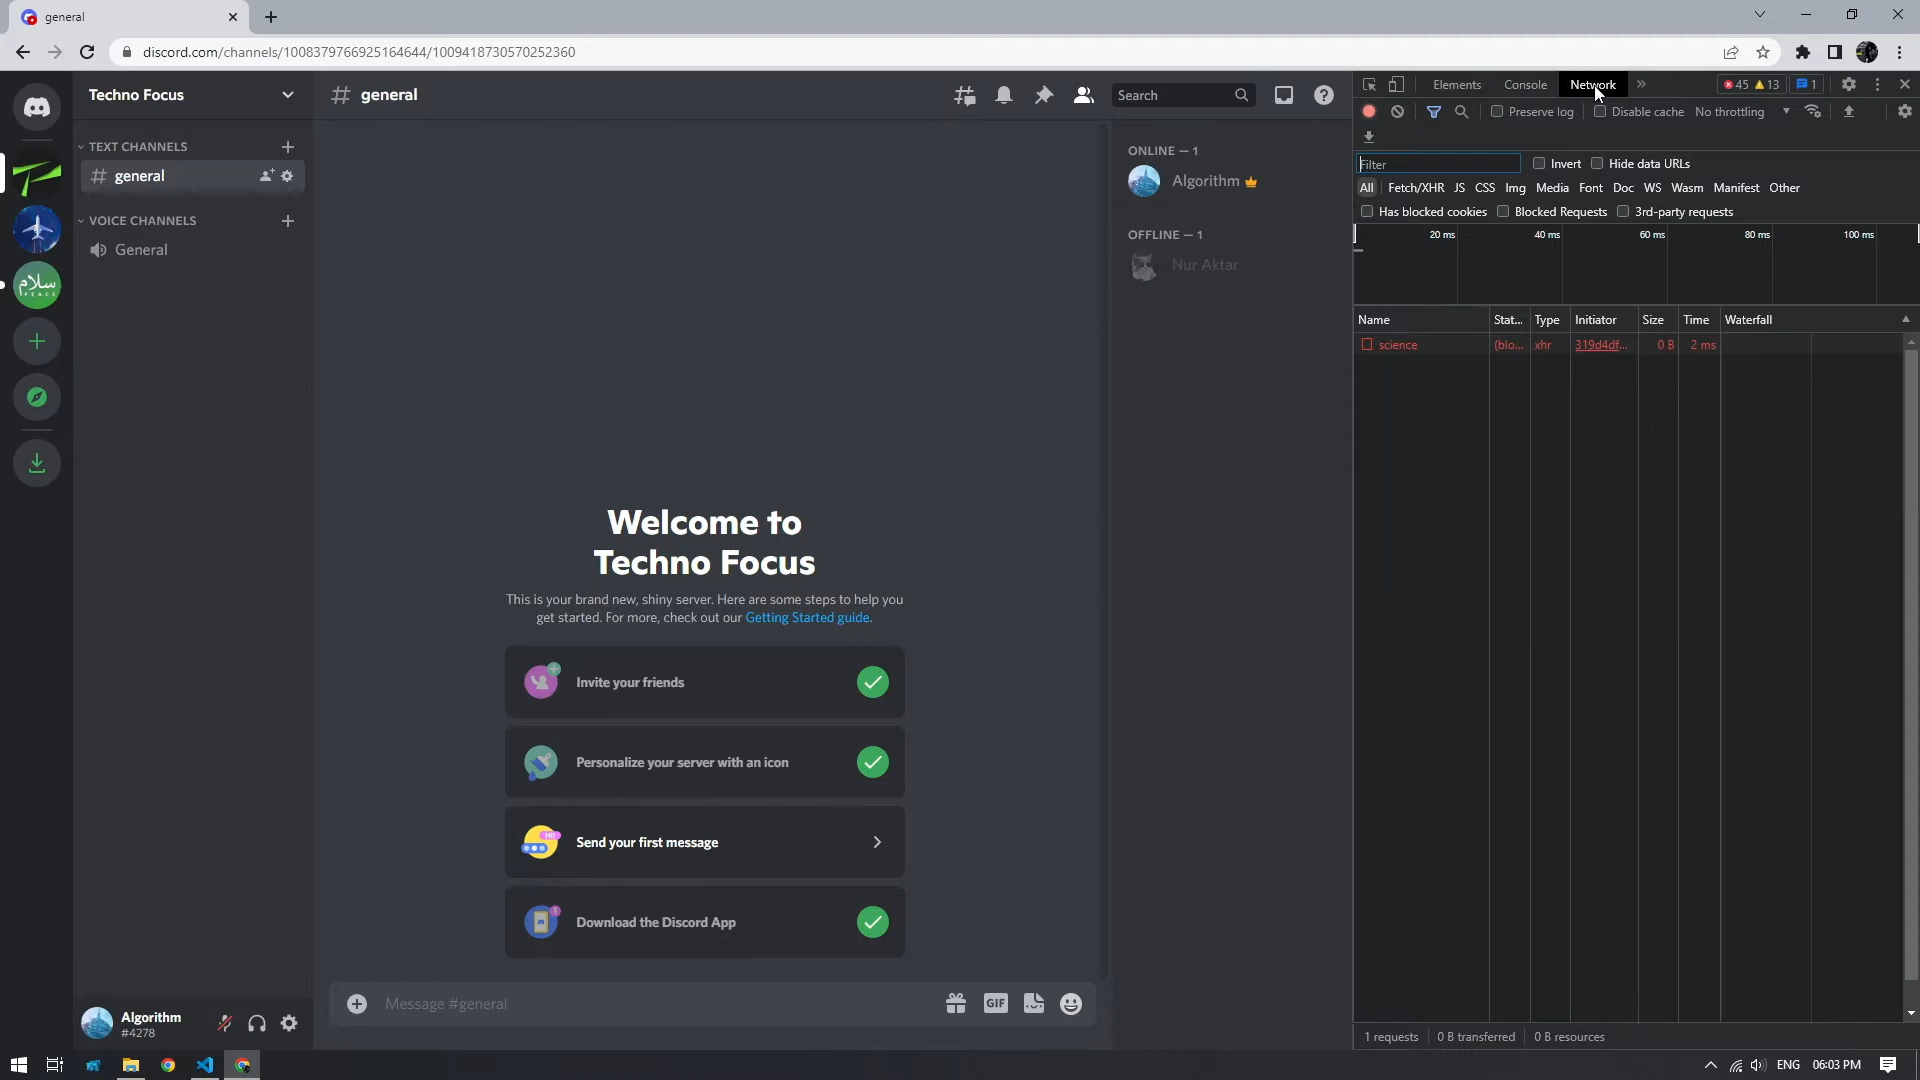 general
discord.com/channels/1008379766925164644/1009418730570252360
Techno Focus
TEXT CHANNELS
general
VOICE CHANNELS
General
Algorithm
#4278
general
Search
Welcome to
Techno Focus
This is your brand new, shiny server. Here are some steps to help you
get started. For more, check out our Getting Started guide.
Invite your friends
Personalize your server with an icon
HI!
Send your first message
Download the Discord App
Message #general
GIF
ONLINE — 1
Algorithm
OFFLINE — 1
Nur Aktar
سلام
PEACE
Elements Console Network 45 13 1
Preserve log Disable cache No throttling
Filter Invert Hide data URLs
All Fetch/XHR JS CSS Img Media Font Doc WS Wasm Manifest Other
Has blocked cookies Blocked Requests 3rd-party requests
20 ms 40 ms 60 ms 80 ms 100 ms
Name Stat... Type Initiator Size Time Waterfall
science (blo... xhr 319d4df... 0 B 2 ms
1 requests 0 B transferred 0 B resources
ENG 06:03 PM